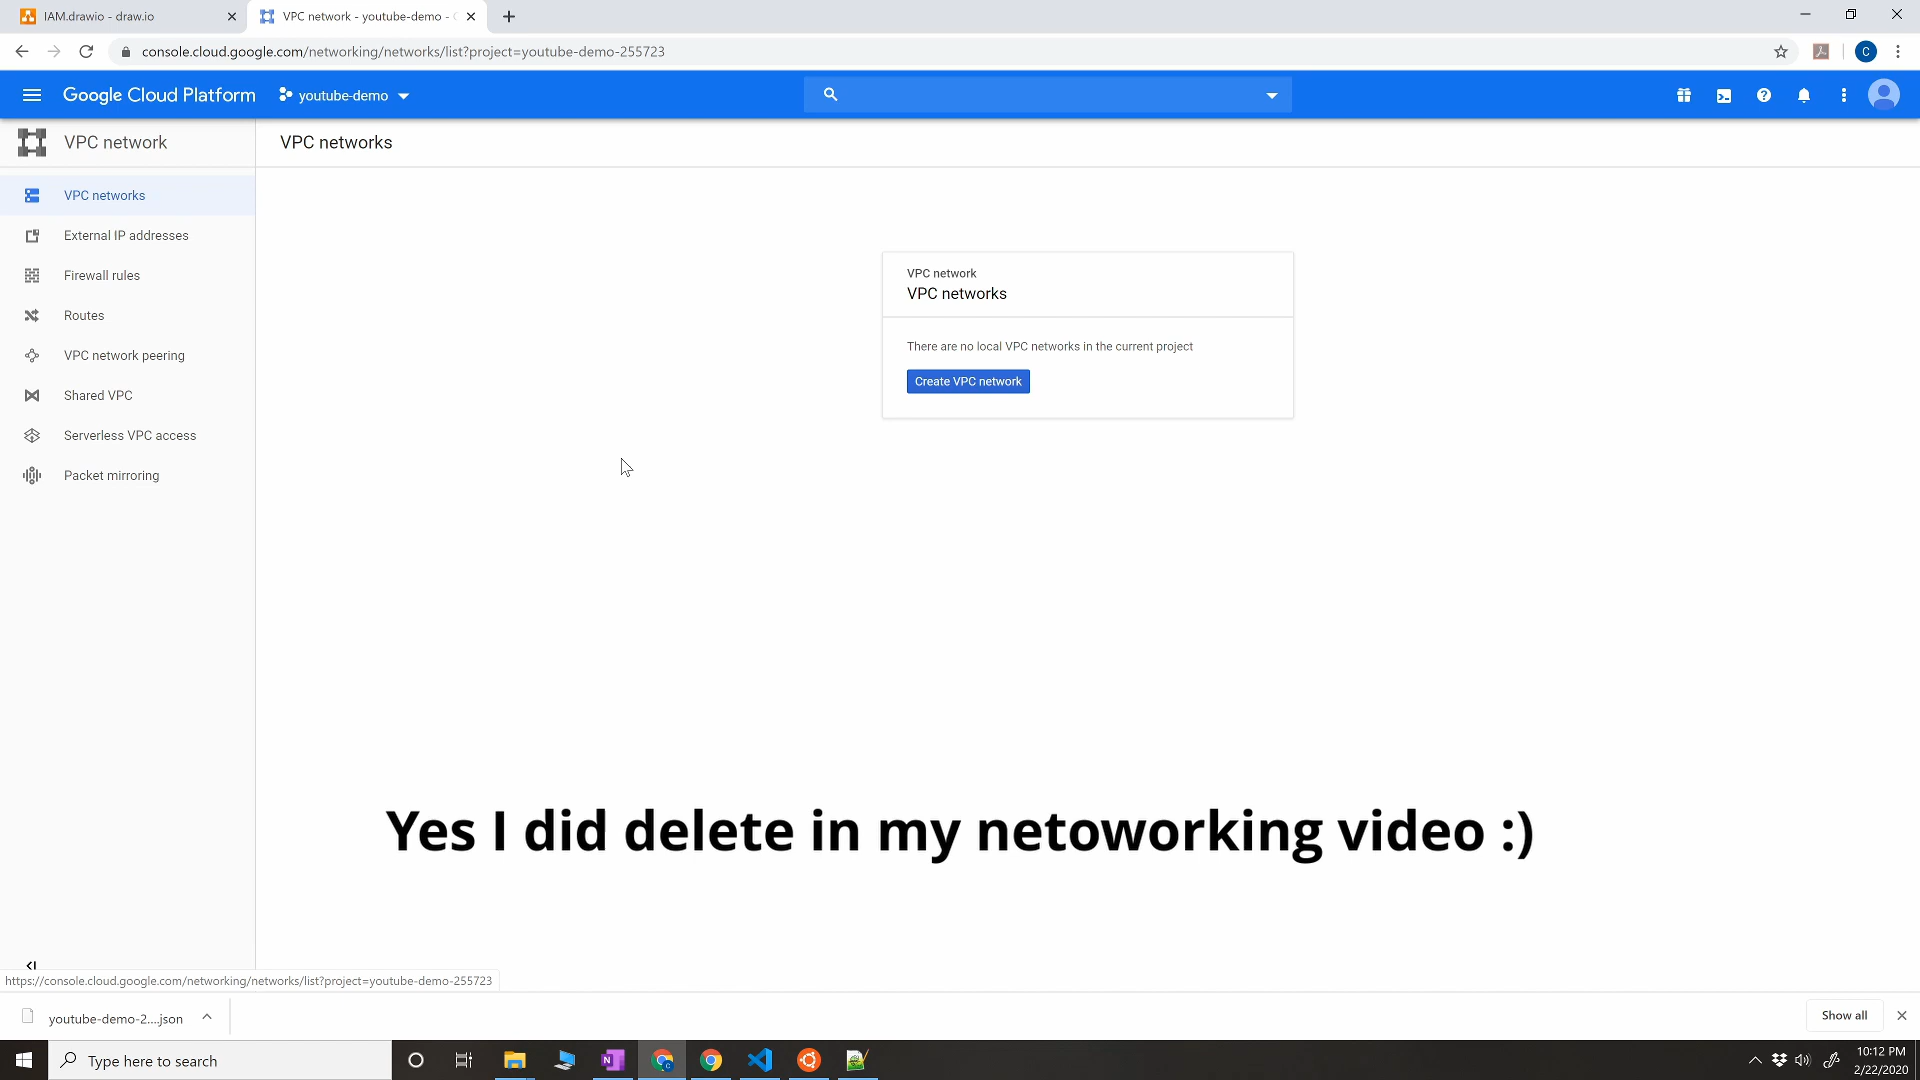 IAM.drawio - draw.io
VPC network - youtube-demo -
console.cloud.google.com/networking/networks/list?project=youtube-demo-255723
C
Google Cloud Platform
youtube-demo
VPC network
VPC networks
VPC networks
External IP addresses
Firewall rules
Routes
VPC network peering
Shared VPC
Serverless VPC access
Packet mirroring
VPC network
VPC networks
There are no local VPC networks in the current project
Create VPC network
Yes I did delete in my netoworking video :)
https://console.cloud.google.com/networking/networks/list?project=youtube-demo-255723
youtube-demo-2....json
Show all
Type here to search
10:12 PM
2/22/2020